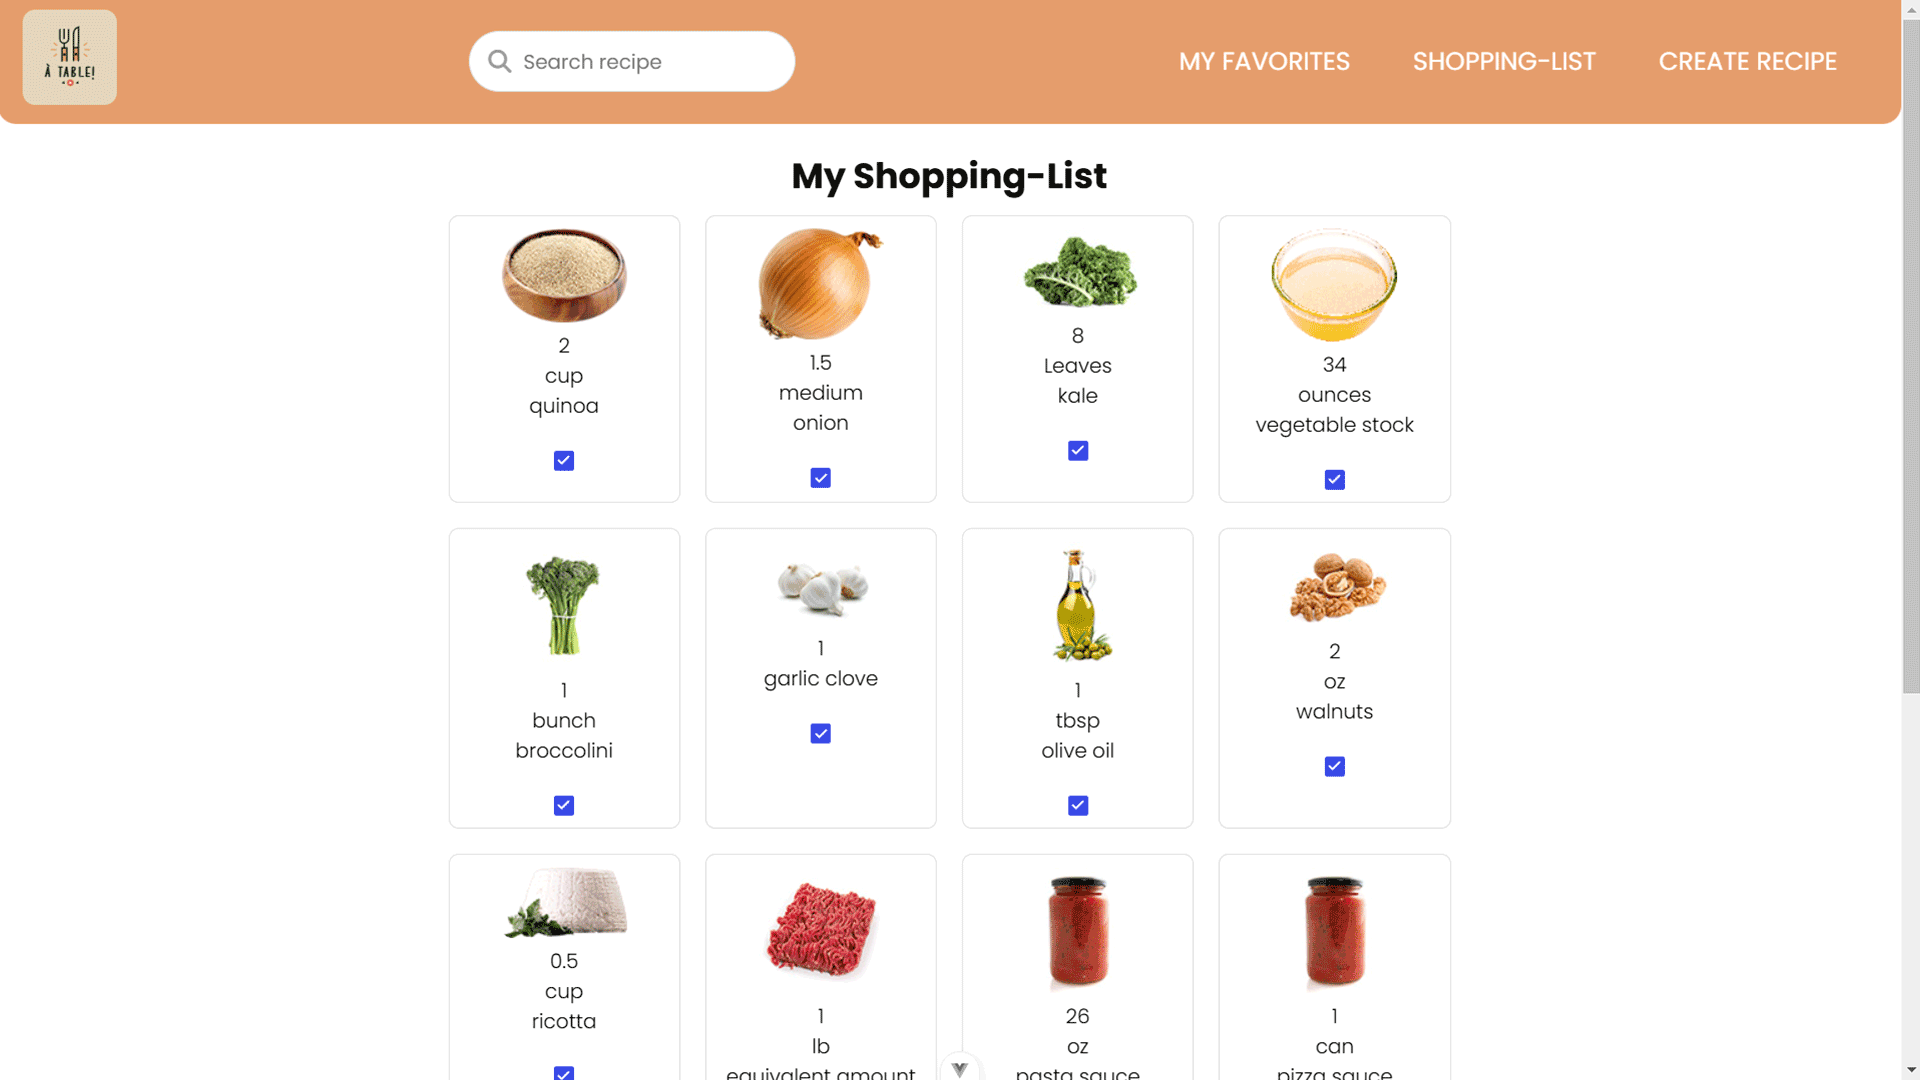 À TABLE!
Search recipe
MY FAVORITES
SHOPPING-LIST
CREATE RECIPE
My Shopping-List
2
cup
quinoa
1.5
medium
onion
8
Leaves
kale
34
ounces
vegetable stock
1
bunch
broccolini
1
garlic clove
1
tbsp
olive oil
2
oz
walnuts
0.5
cup
ricotta
1
lb
equivalent amount
26
oz
pasta sauce
1
can
pizza sauce